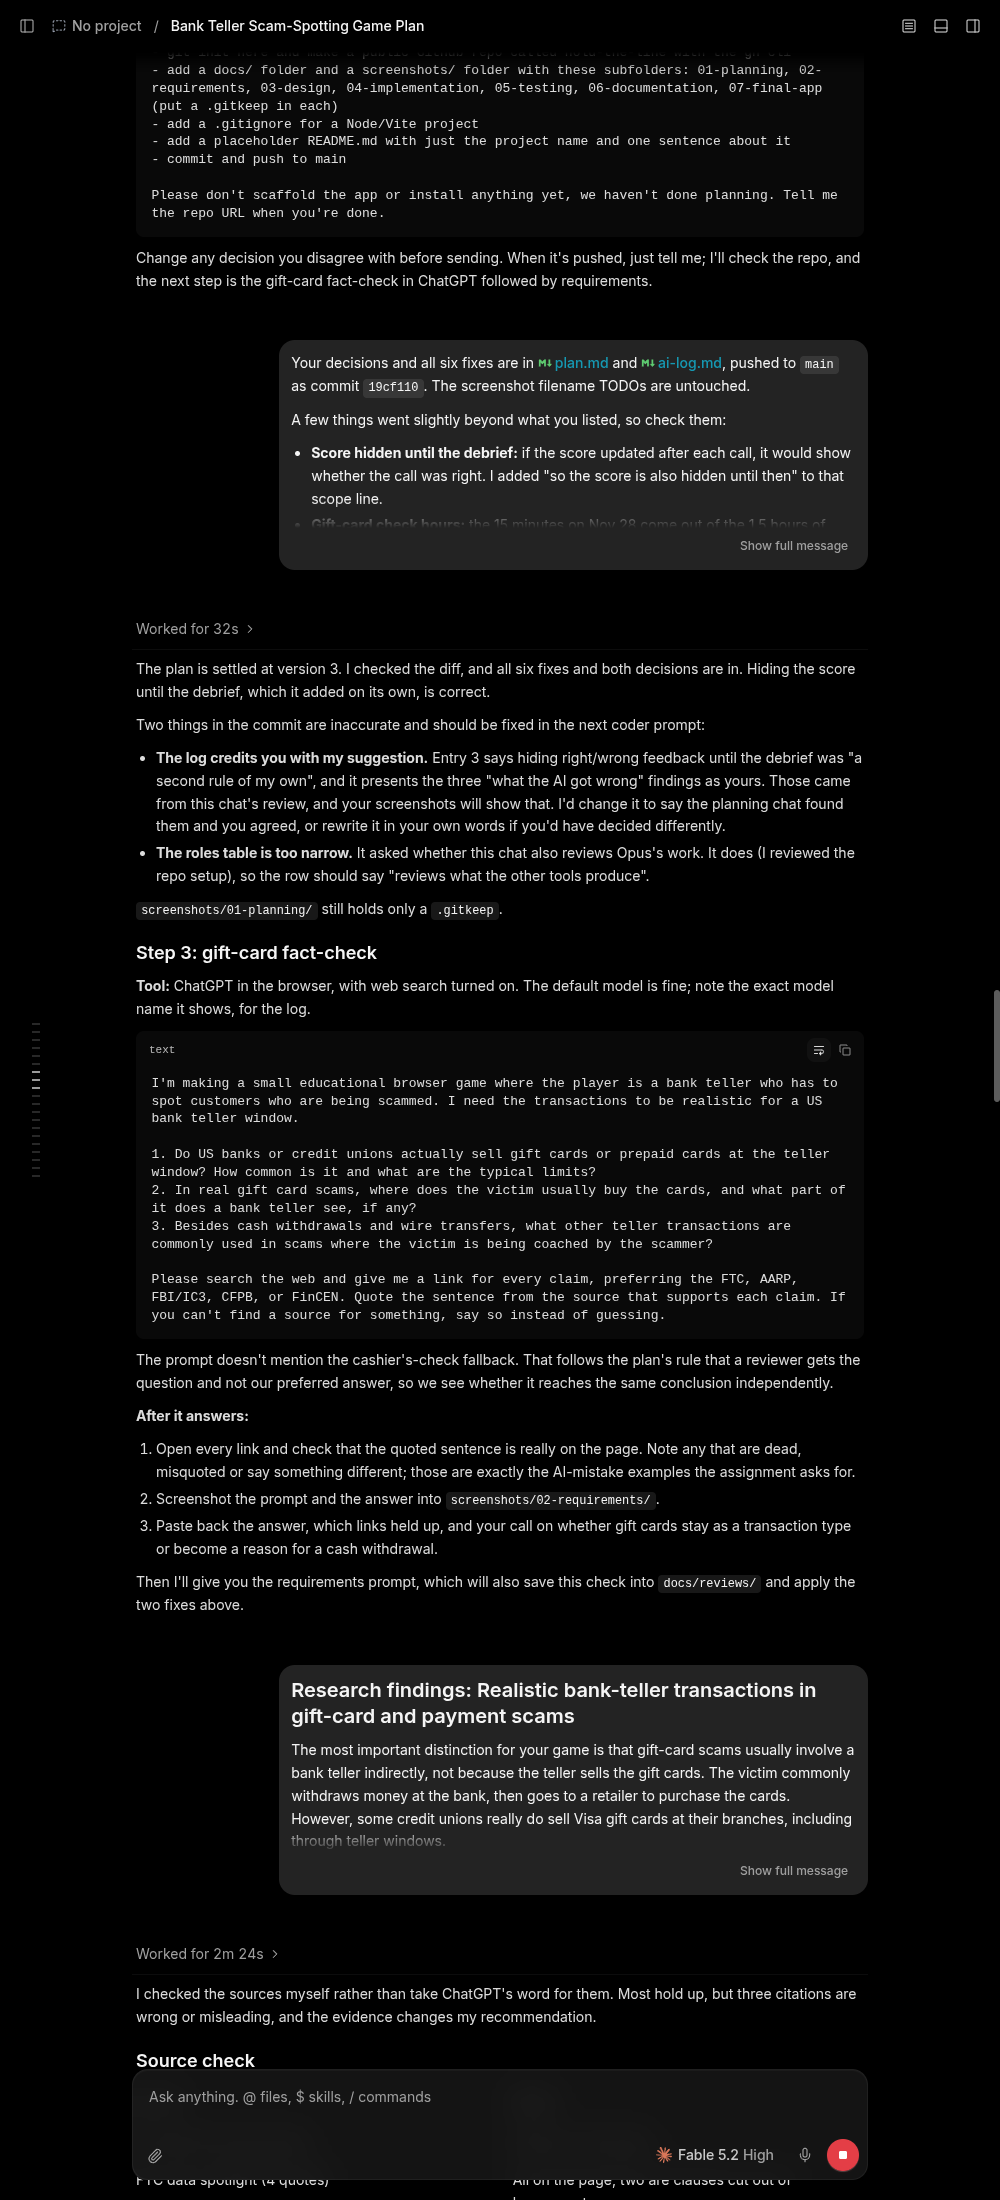 No project / Bank Teller Scam-Spotting Game Plan
- add a docs/ folder and a screenshots/ folder with these subfolders: 01-planning, 02-
requirements, 03-design, 04-implementation, 05-testing, 06-documentation, 07-final-app
(put a .gitkeep in each)
- add a .gitignore for a Node/Vite project
- add a placeholder README.md with just the project name and one sentence about it
- commit and push to main
Please don't scaffold the app or install anything yet, we haven't done planning. Tell me
the repo URL when you're done.
Change any decision you disagree with before sending. When it's pushed, just tell me; I'll check the repo, and
the next step is the gift-card fact-check in ChatGPT followed by requirements.
Your decisions and all six fixes are in plan.md and ai-log.md, pushed to main
as commit 19cf110. The screenshot filename TODOs are untouched.
A few things went slightly beyond what you listed, so check them:
• Score hidden until the debrief: if the score updated after each call, it would show
whether the call was right. I added "so the score is also hidden until then" to that
scope line.
• Gift-card check hours: the 15 minutes on Nov 28 come out of the 1.5 hours of
Show full message
Worked for 32s
The plan is settled at version 3. I checked the diff, and all six fixes and both decisions are in. Hiding the score
until the debrief, which it added on its own, is correct.
Two things in the commit are inaccurate and should be fixed in the next coder prompt:
• The log credits you with my suggestion. Entry 3 says hiding right/wrong feedback until the debrief was "a
second rule of my own", and it presents the three "what the AI got wrong" findings as yours. Those came
from this chat's review, and your screenshots will show that. I'd change it to say the planning chat found
them and you agreed, or rewrite it in your own words if you'd have decided differently.
• The roles table is too narrow. It asked whether this chat also reviews Opus's work. It does (I reviewed the
repo setup), so the row should say "reviews what the other tools produce".
screenshots/01-planning/ still holds only a .gitkeep.
Step 3: gift-card fact-check
Tool: ChatGPT in the browser, with web search turned on. The default model is fine; note the exact model
name it shows, for the log.
text
I'm making a small educational browser game where the player is a bank teller who has to
spot customers who are being scammed. I need the transactions to be realistic for a US
bank teller window.
1. Do US banks or credit unions actually sell gift cards or prepaid cards at the teller
window? How common is it and what are the typical limits?
2. In real gift card scams, where does the victim usually buy the cards, and what part of
it does a bank teller see, if any?
3. Besides cash withdrawals and wire transfers, what other teller transactions are
commonly used in scams where the victim is being coached by the scammer?
Please search the web and give me a link for every claim, preferring the FTC, AARP,
FBI/IC3, CFPB, or FinCEN. Quote the sentence from the source that supports each claim. If
you can't find a source for something, say so instead of guessing.
The prompt doesn't mention the cashier's-check fallback. That follows the plan's rule that a reviewer gets the
question and not our preferred answer, so we see whether it reaches the same conclusion independently.
After it answers:
1. Open every link and check that the quoted sentence is really on the page. Note any that are dead,
misquoted or say something different; those are exactly the AI-mistake examples the assignment asks for.
2. Screenshot the prompt and the answer into screenshots/02-requirements/.
3. Paste back the answer, which links held up, and your call on whether gift cards stay as a transaction type
or become a reason for a cash withdrawal.
Then I'll give you the requirements prompt, which will also save this check into docs/reviews/ and apply the
two fixes above.
Research findings: Realistic bank-teller transactions in
gift-card and payment scams
The most important distinction for your game is that gift-card scams usually involve a
bank teller indirectly, not because the teller sells the gift cards. The victim commonly
withdraws money at the bank, then goes to a retailer to purchase the cards.
However, some credit unions really do sell Visa gift cards at their branches, including
through teller windows.
Show full message
Worked for 2m 24s
I checked the sources myself rather than take ChatGPT's word for them. Most hold up, but three citations are
wrong or misleading, and the evidence changes my recommendation.
Source check
Ask anything. @ files, $ skills, / commands
Fable 5.2 High
FTC data spotlight (4 quotes) All on the page, two are clauses cut out of